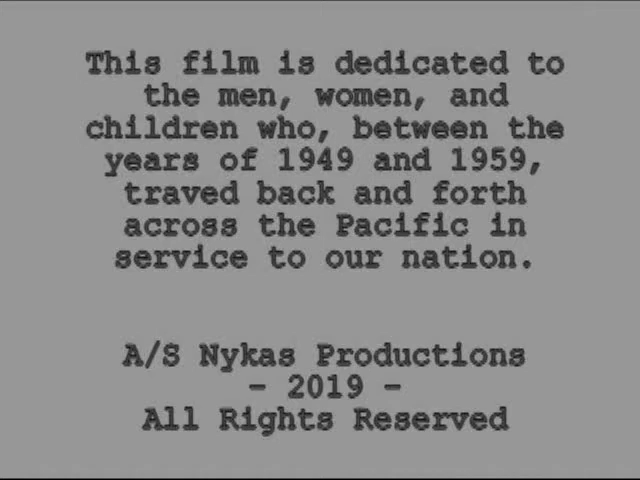 This film is dedicated to
the men, women, and
children who, between the
years of 1949 and 1959,
traved back and forth
across the Pacific in
service to our nation.
A/S Nykas Productions
- 2019 -
All Rights Reserved